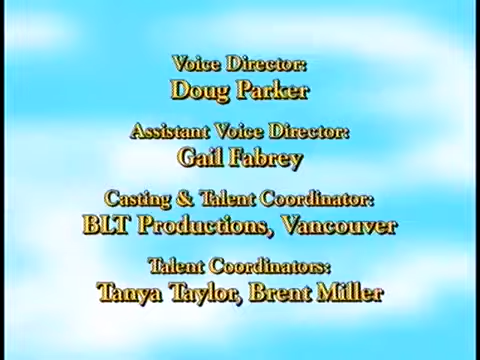 Voice Director:
Doug Parker
Assistant Voice Director:
Gail Fabrey
Casting & Talent Coordinator:
BLT Productions, Vancouver
Talent Coordinators:
Tanya Taylor, Brent Miller